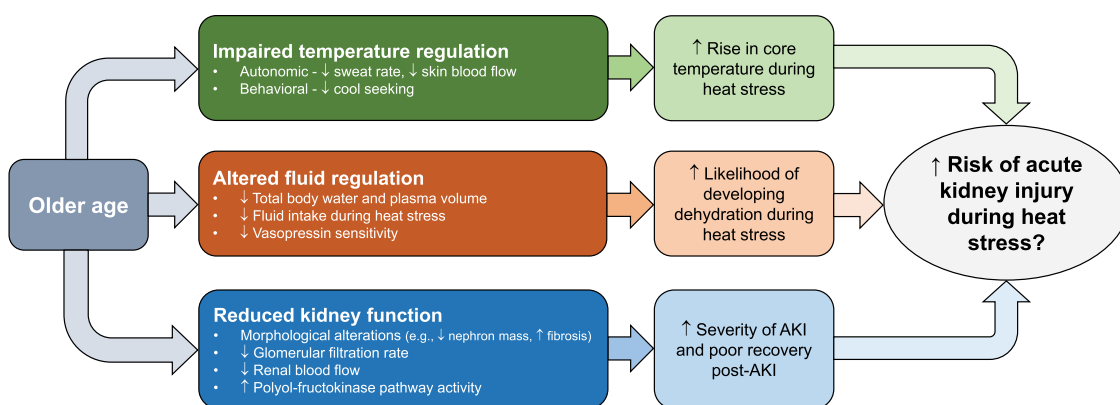 Older age
Impaired temperature regulation
• Autonomic - ↓ sweat rate, ↓ skin blood flow
• Behavioral - ↓ cool seeking
↑ Rise in core
temperature during
heat stress
Altered fluid regulation
• ↓ Total body water and plasma volume
• ↓ Fluid intake during heat stress
• ↓ Vasopressin sensitivity
↑ Likelihood of
developing
dehydration during
heat stress
Reduced kidney function
• Morphological alterations (e.g., ↓ nephron mass, ↑ fibrosis)
• ↓ Glomerular filtration rate
• ↓ Renal blood flow
• ↑ Polyol-fructokinase pathway activity
↑ Severity of AKI
and poor recovery
post-AKI
↑ Risk of acute
kidney injury
during heat
stress?